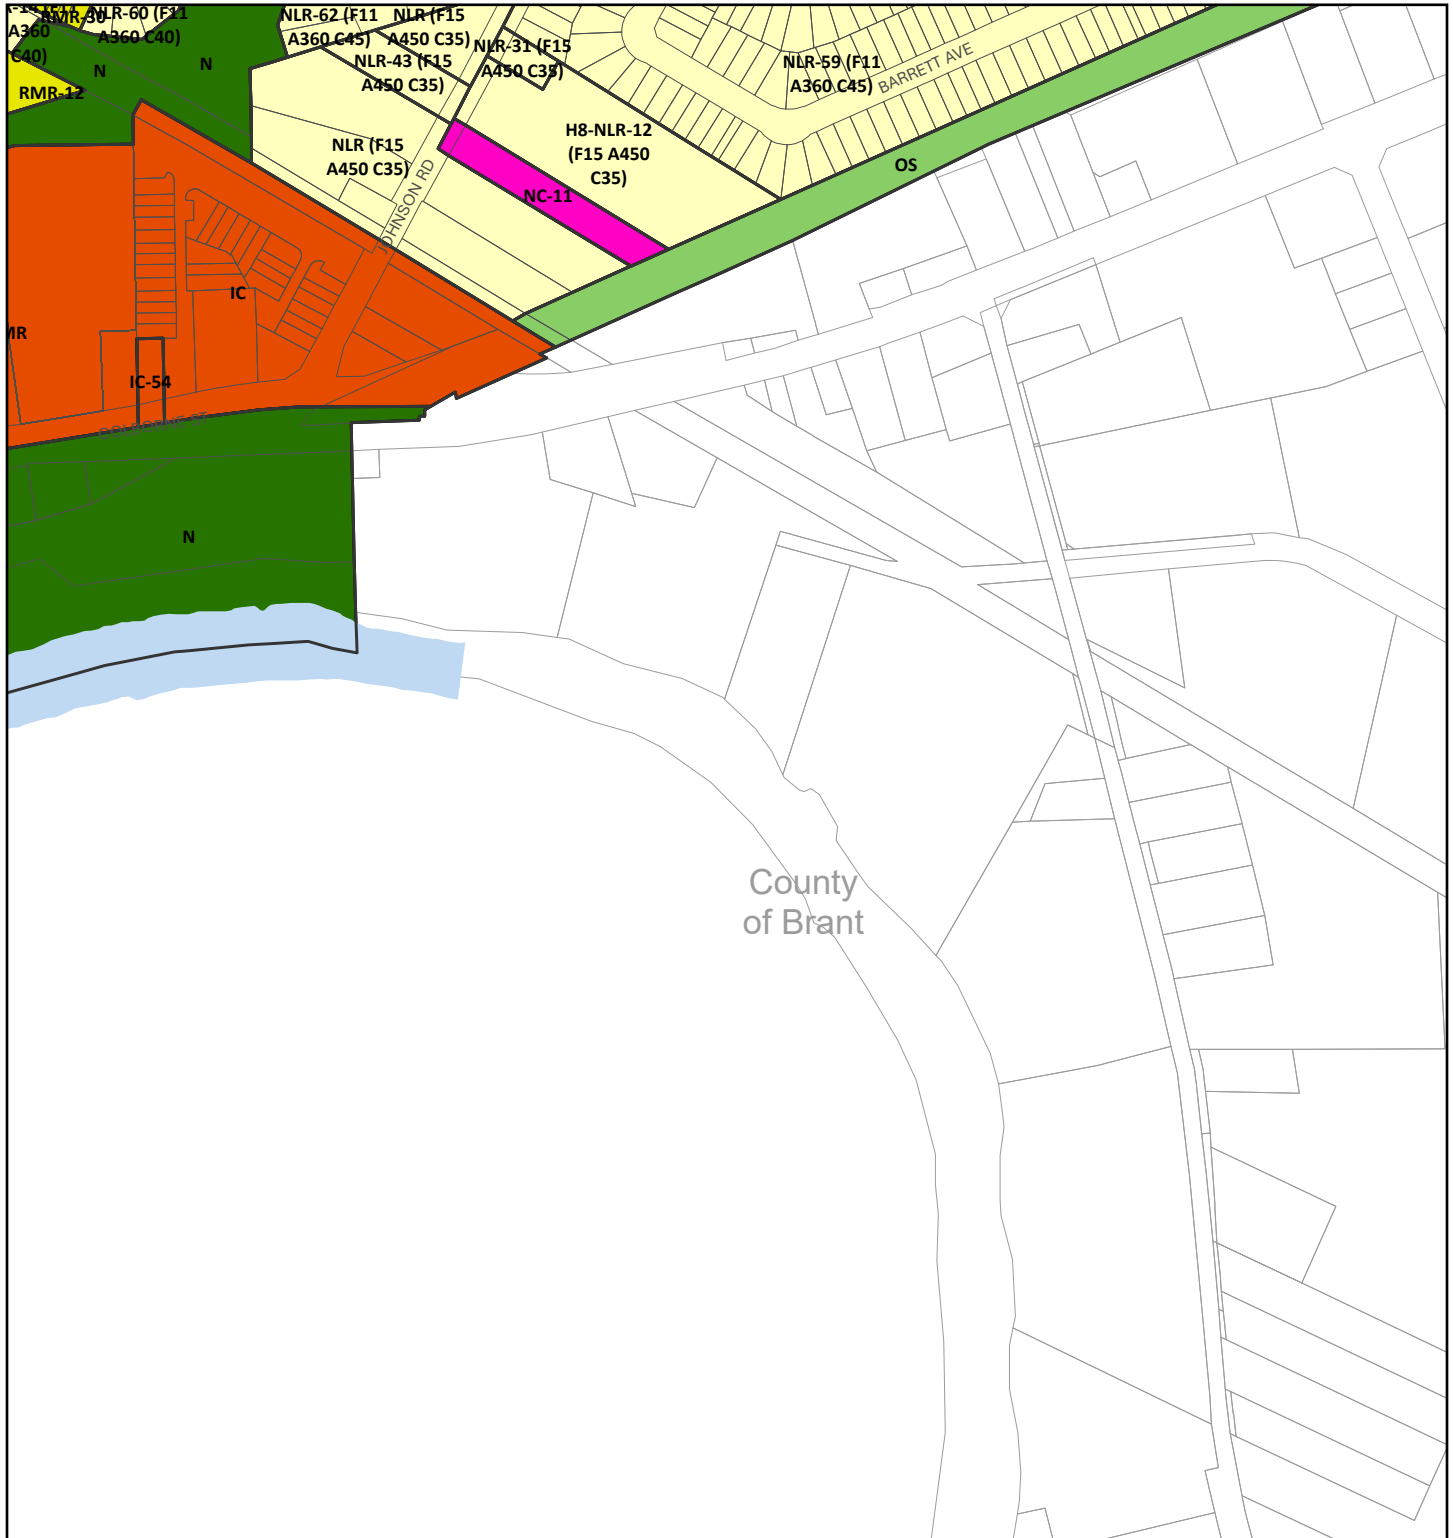 RMR-30
NLR-60 (F11
A360 C40)
A360
C40)
RMR-12
N
N
NLR-62 (F11
A360 C45)
NLR (F15
A450 C35)
NLR-43 (F15
A450 C35)
NLR-31 (F15
A450 C35)
NLR-59 (F11
A360 C45)
BARRETT AVE
H8-NLR-12
(F15 A450
C35)
NLR (F15
A450 C35)
JOHNSON RD
NC-11
OS
IC
MR
IC-54
COLBORNE ST
N
County
of Brant